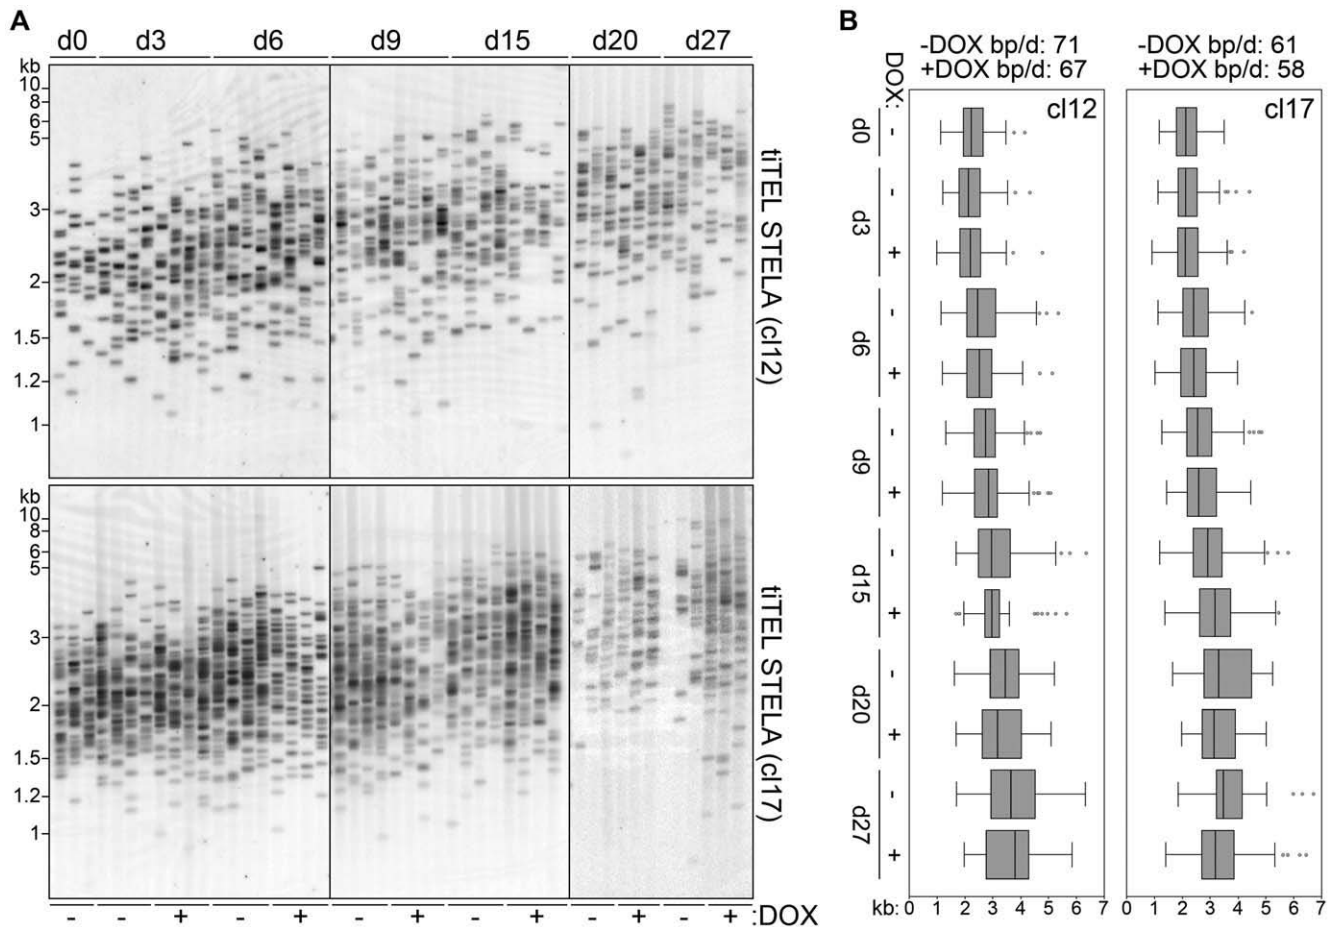 A
d0 d3 d6 d9 d15 d20 d27
kb
10
8
6
5
3
2
1.5
1.2
1
tiTEL STELA (cl12)
kb
10
8
6
5
3
2
1.5
1.2
1
tiTEL STELA (cl17)
- - + - + - + - + - + - + :DOX
B
-DOX bp/d: 71
+DOX bp/d: 67
-DOX bp/d: 61
+DOX bp/d: 58
DOX:
cl12
cl17
d0 -
d3 - +
d6 - +
d9 - +
d15 - +
d20 - +
d27 - +
kb: 0 1 2 3 4 5 6 7
0 1 2 3 4 5 6 7